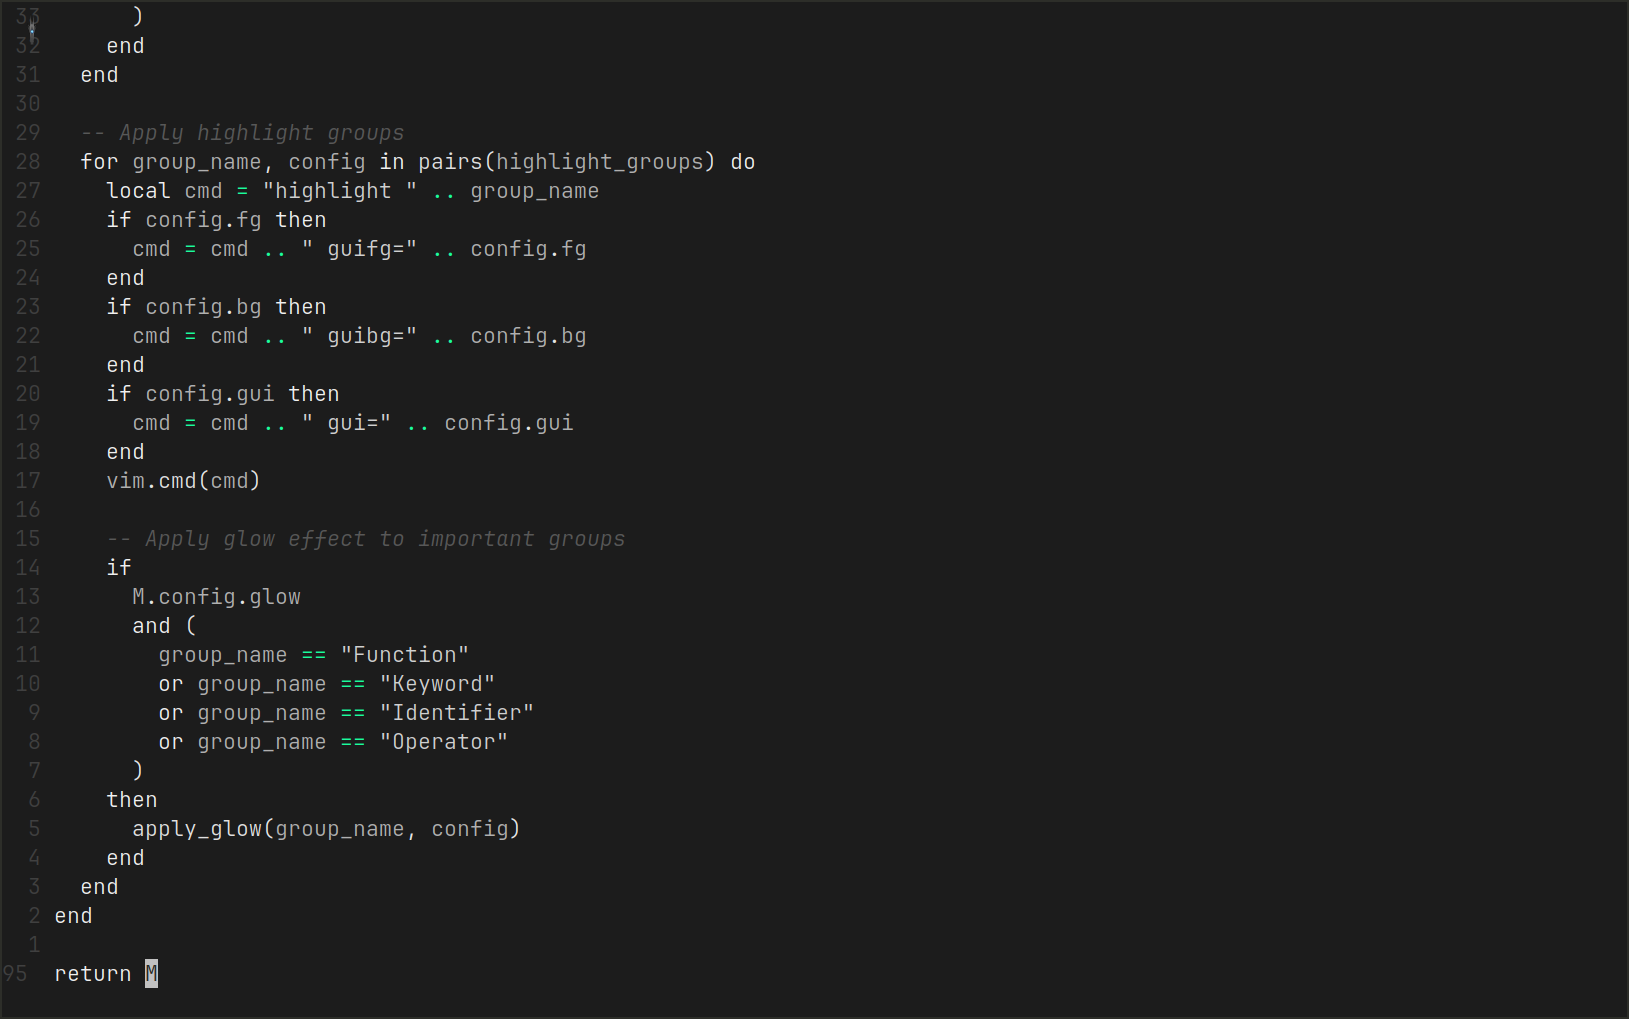 33       )
32     end
31   end
30
29   -- Apply highlight groups
28   for group_name, config in pairs(highlight_groups) do
27     local cmd = "highlight " .. group_name
26     if config.fg then
25       cmd = cmd .. " guifg=" .. config.fg
24     end
23     if config.bg then
22       cmd = cmd .. " guibg=" .. config.bg
21     end
20     if config.gui then
19       cmd = cmd .. " gui=" .. config.gui
18     end
17     vim.cmd(cmd)
16
15     -- Apply glow effect to important groups
14     if
13       M.config.glow
12       and (
11         group_name == "Function"
10         or group_name == "Keyword"
9         or group_name == "Identifier"
8         or group_name == "Operator"
7       )
6     then
5       apply_glow(group_name, config)
4     end
3   end
2 end
1
95 return M